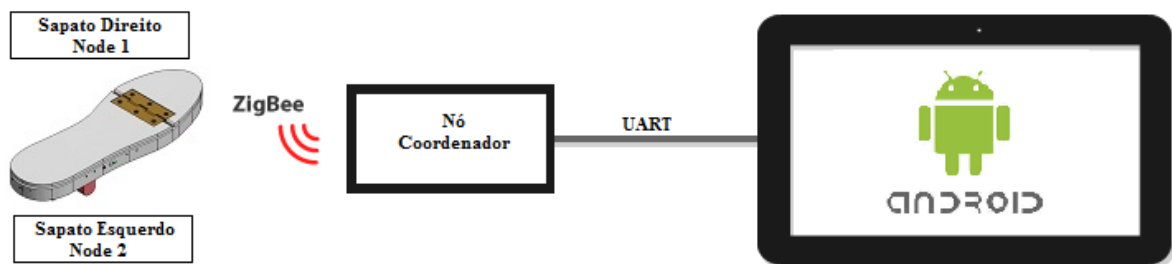 Sapato Direito
Node 1
ZigBee
Sapato Esquerdo
Node 2
Nó
Coordenador
UART
ANDROID